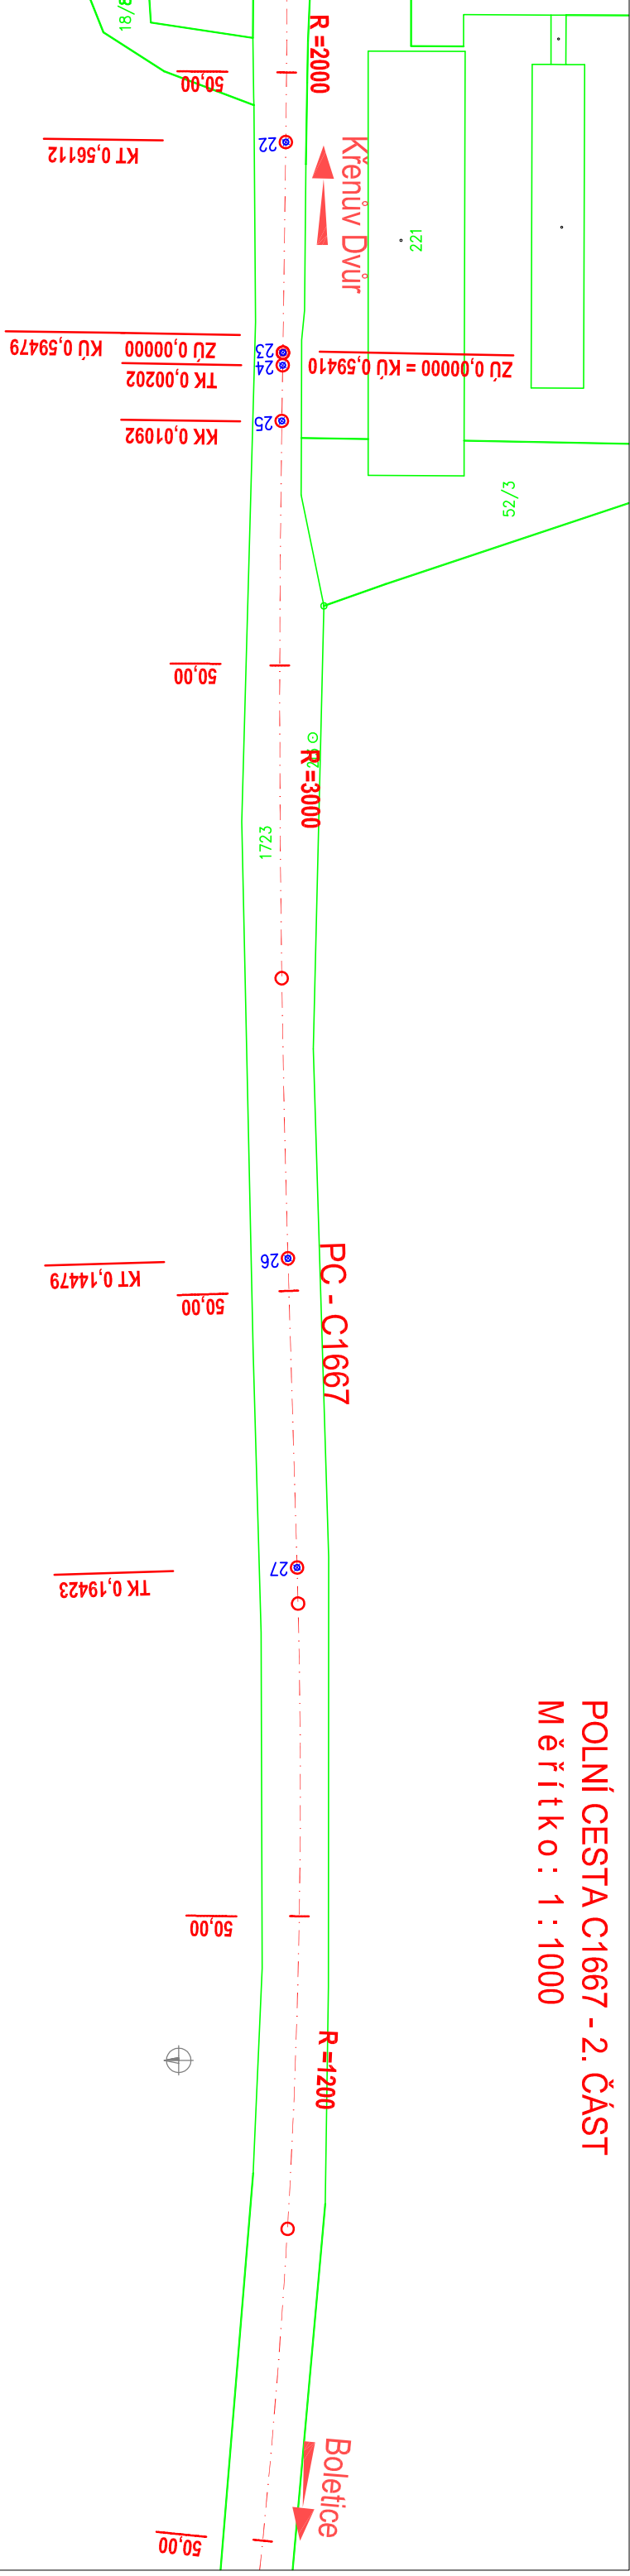 18/8
R =2000
50,00
22
KT 0,56112
Křenův Dvůr
221
23
ZÚ 0,00000
KÚ 0,59479
24
TK 0,00202
ZÚ 0,00000 = KÚ 0,59410
25
KK 0,01092
52/3
50,00
R =3000
1723
26
KT 0,14479
50,00
PC - C1667
27
TK 0,19423
POLNÍ CESTA C1667 - 2. ČÁST
M ě ř í t k o : 1 : 1000
50,00
R =1200
Boletice
50,00